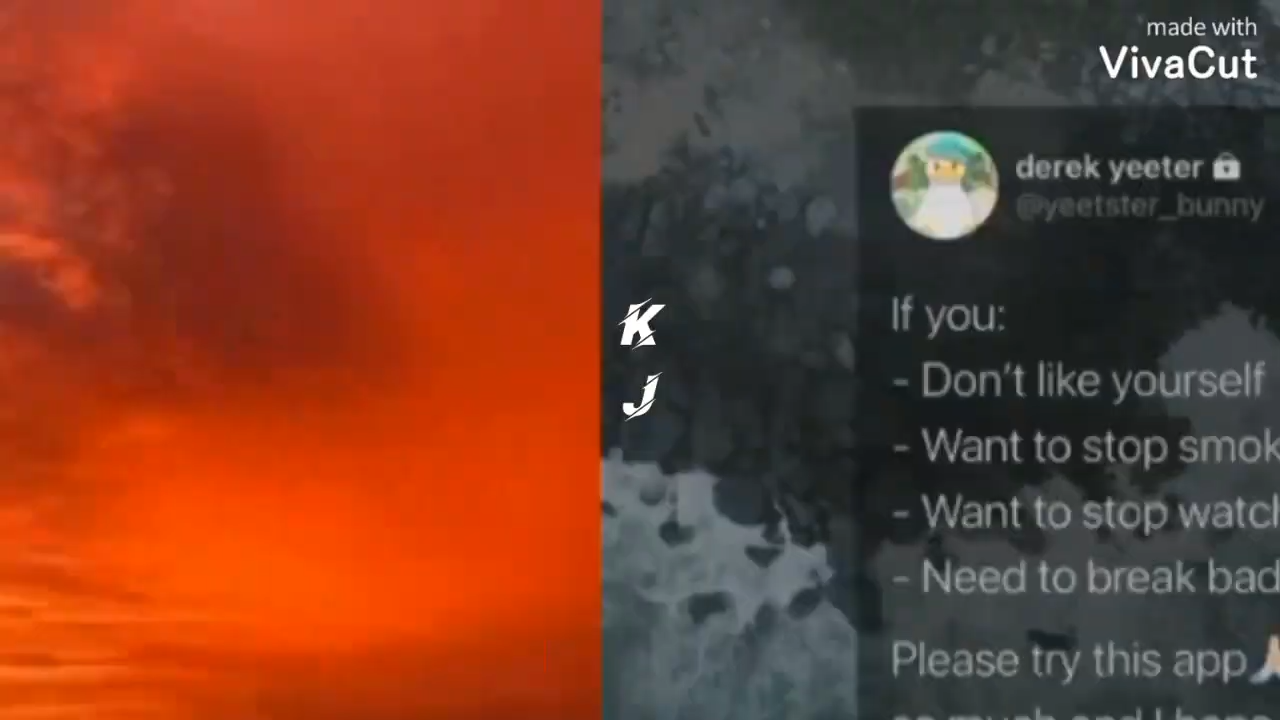 made with
VivaCut
derek yeeter
@yeetster_bunny
K
J
If you:
- Don't like yourself
- Want to stop smok
- Want to stop watcl
- Need to break bad
Please try this app🙏